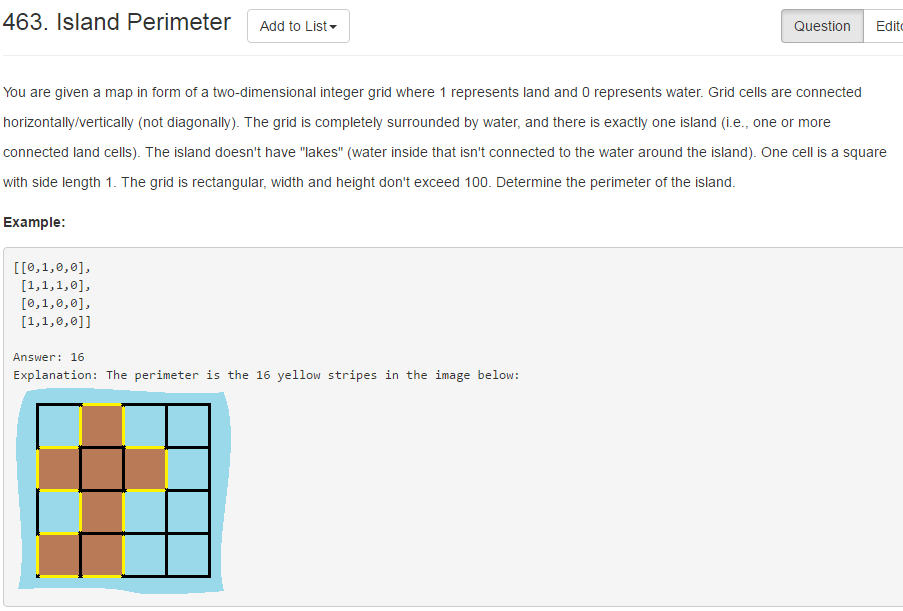 463. Island Perimeter
Add to List
Question
You are given a map in form of a two-dimensional integer grid where 1 represents land and 0 represents water. Grid cells are connected
horizontally/vertically (not diagonally). The grid is completely surrounded by water, and there is exactly one island (i.e., one or more
connected land cells). The island doesn't have "lakes" (water inside that isn't connected to the water around the island). One cell is a square
with side length 1. The grid is rectangular, width and height don't exceed 100. Determine the perimeter of the island.
Example:
[[0,1,0,0],
[1,1,1,0],
[0,1,0,0],
[1,1,0,0]]
Answer: 16
Explanation: The perimeter is the 16 yellow stripes in the image below: